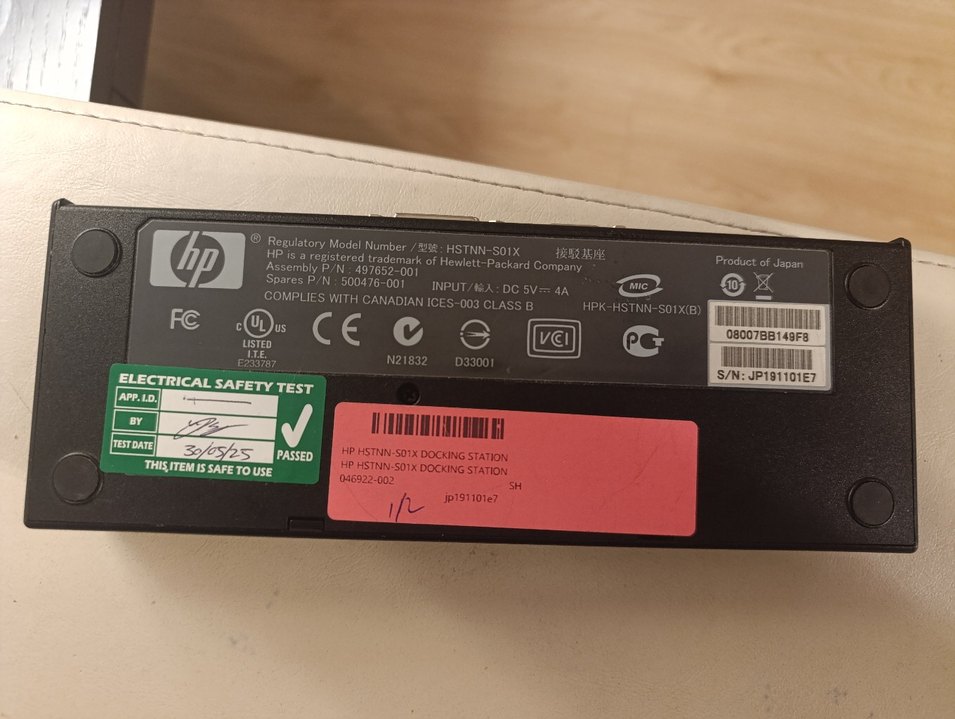 hp
® Regulatory Model Number /型號: HSTNN-S01X 接駁基座
HP is a registered trademark of Hewlett-Packard Company
Assembly P/N : 497652-001
Spares P/N : 500476-001 INPUT/輸入: DC 5V⎓ 4A
COMPLIES WITH CANADIAN ICES-003 CLASS B
MIC
HPK-HSTNN-S01X(B)
Product of Japan
10
FC
c UL US
LISTED
I.T.E.
E233787
CE
N21832
D33001
VCI
PCT
08007BB149F8
S/N: JP191101E7
ELECTRICAL SAFETY TEST
APP. I.D.
BY
TEST DATE 30/05/25
PASSED
THIS ITEM IS SAFE TO USE
HP HSTNN-S01X DOCKING STATION
HP HSTNN-S01X DOCKING STATION
046922-002 SH
jp191101e7
1/2